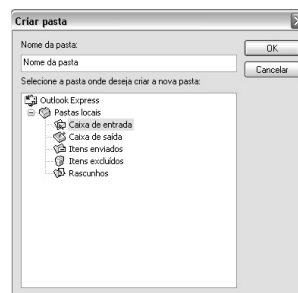 Criar pasta
Nome da pasta:
OK
Nome da pasta
Cancelar
Selecione a pasta onde deseja criar a nova pasta:
Outlook Express
Pastas locais
Caixa de entrada
Caixa de saída
Itens enviados
Itens excluídos
Rascunhos